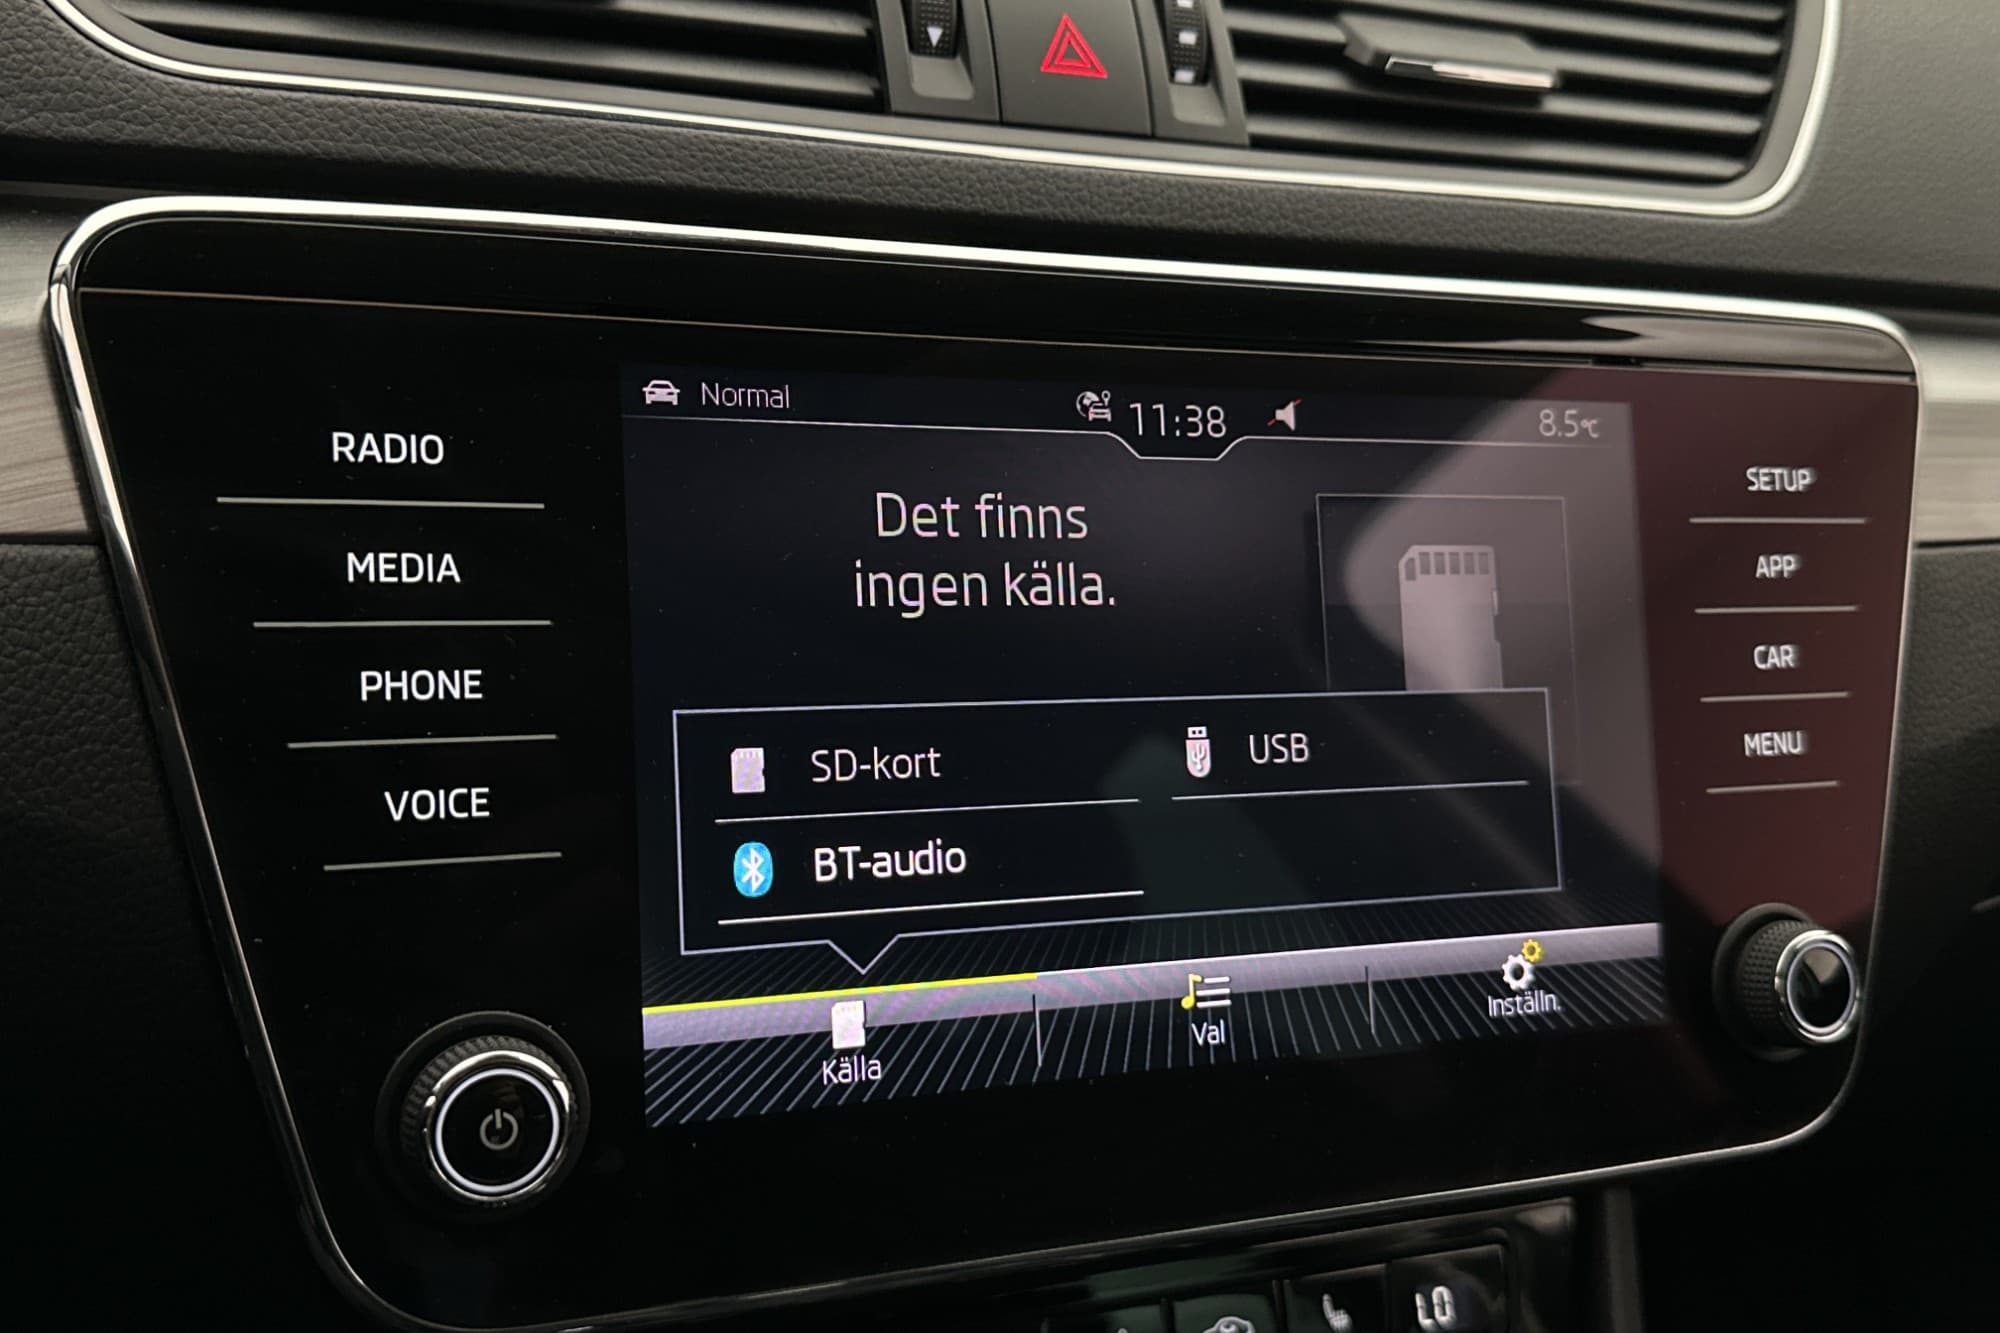 RADIO
MEDIA
PHONE
VOICE
Normal
11:38
8.5°C
Det finns
ingen källa.
SD-kort
USB
BT-audio
Källa
Val
Inställn.
SETUP
APP
CAR
MENU
LO